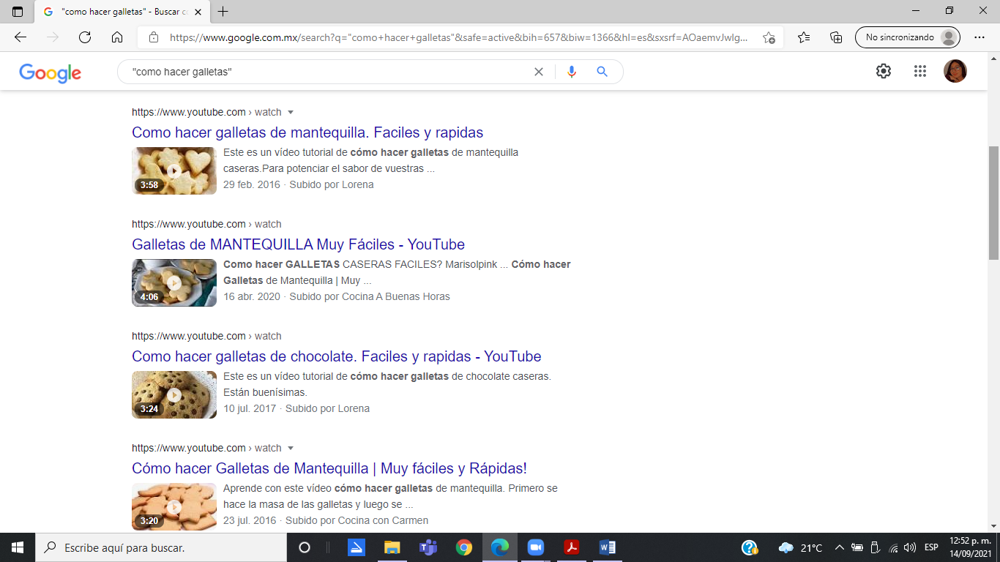 "como hacer galletas" - Buscar co
https://www.google.com.mx/search?q="como+hacer+galletas"&safe=active&bih=657&biw=1366&hl=es&sxsrf=AOaemvJwIg...
No sincronizando
Google
"como hacer galletas"
https://www.youtube.com › watch
Como hacer galletas de mantequilla. Faciles y rapidas
Este es un vídeo tutorial de cómo hacer galletas de mantequilla
caseras.Para potenciar el sabor de vuestras ...
3:58
29 feb. 2016 · Subido por Lorena
https://www.youtube.com › watch
Galletas de MANTEQUILLA Muy Fáciles - YouTube
Como hacer GALLETAS CASERAS FACILES? Marisolpink ... Cómo hacer
Galletas de Mantequilla | Muy ...
4:06
16 abr. 2020 · Subido por Cocina A Buenas Horas
https://www.youtube.com › watch
Como hacer galletas de chocolate. Faciles y rapidas - YouTube
Este es un vídeo tutorial de cómo hacer galletas de chocolate caseras.
Están buenísimas.
3:24
10 jul. 2017 · Subido por Lorena
https://www.youtube.com › watch
Cómo hacer Galletas de Mantequilla | Muy fáciles y Rápidas!
Aprende con este vídeo cómo hacer galletas de mantequilla. Primero se
hace la masa de las galletas y luego se ...
3:20
23 jul. 2016 · Subido por Cocina con Carmen
Escribe aquí para buscar.
21°C
ESP
12:52 p. m.
14/09/2021